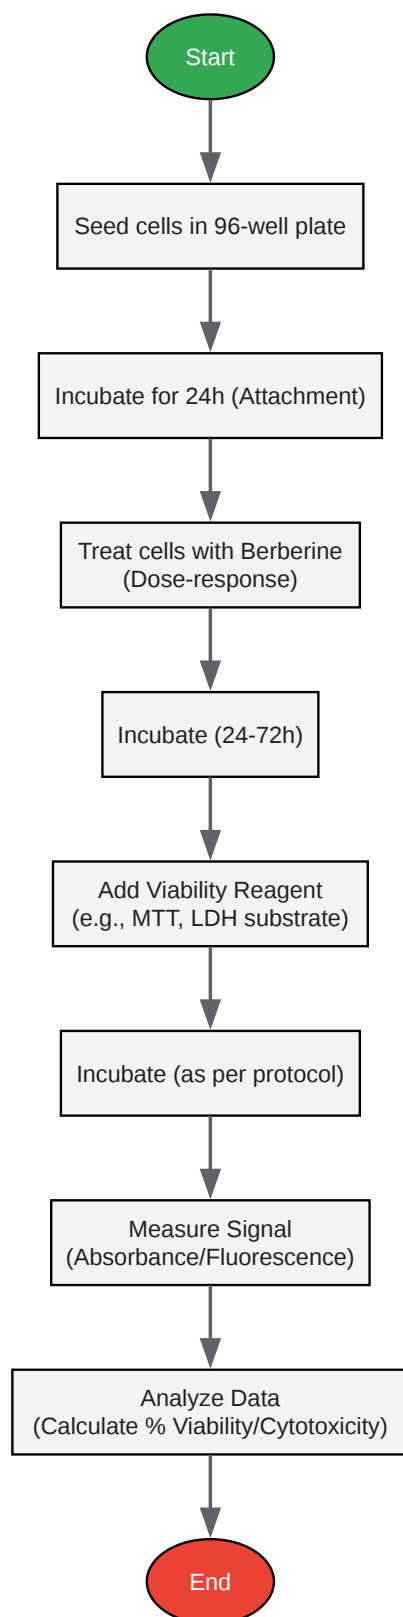 Start
Seed cells in 96-well plate
Incubate for 24h (Attachment)
Treat cells with Berberine
(Dose-response)
Incubate (24-72h)
Add Viability Reagent
(e.g., MTT, LDH substrate)
Incubate (as per protocol)
Measure Signal
(Absorbance/Fluorescence)
Analyze Data
(Calculate % Viability/Cytotoxicity)
End